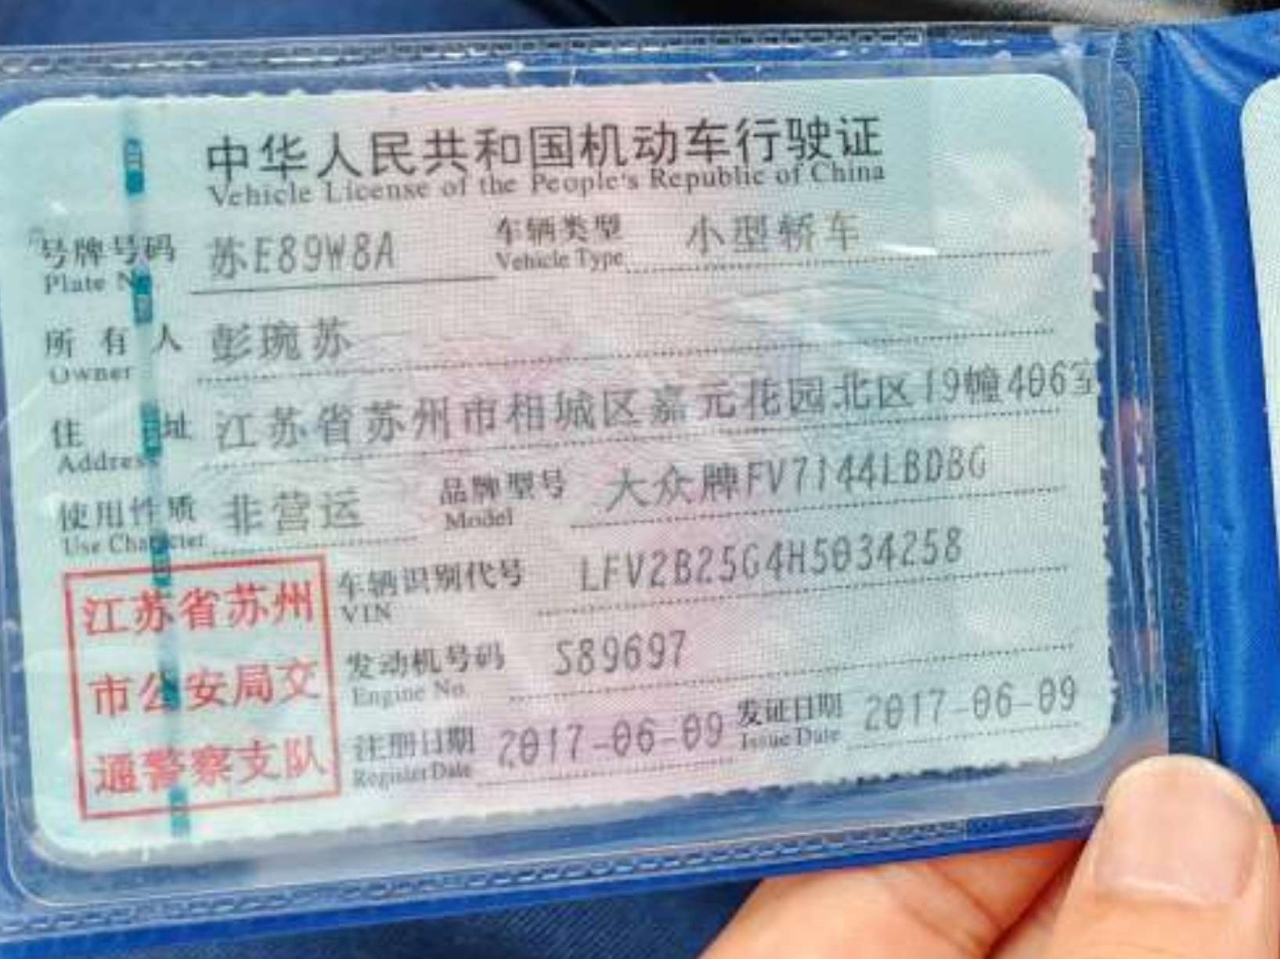 中华人民共和国机动车行驶证
Vehicle License of the People's Republic of China
号牌号码 苏E89W8A 车辆类型 小型轿车
Plate No. Vehicle Type
所有人 彭琬苏
Owner
住址 江苏省苏州市相城区嘉元花园北区19幢406室
Address
使用性质 非营运 品牌型号 大众牌FV7144LBDBG
Use Character Model
车辆识别代号 LFV2B25G4H5034258
VIN
发动机号码 S89697
Engine No.
注册日期 2017-06-09 发证日期 2017-06-09
Register Date Issue Date
江苏省苏州
市公安局交
通警察支队